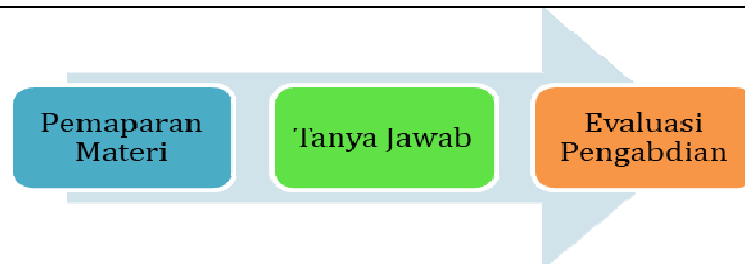 Pemaparan
Materi
Tanya Jawab
Evaluasi
Pengabdian